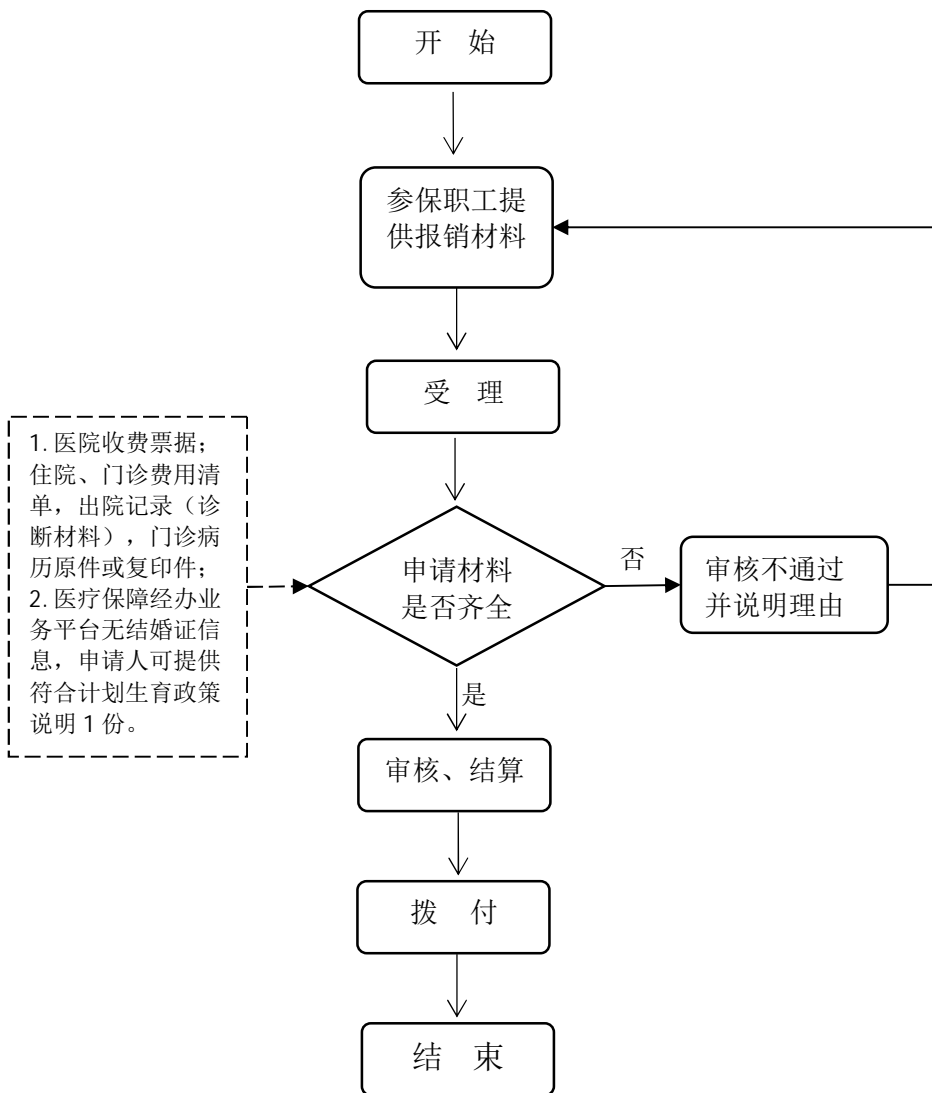 开 始
参保职工提
供报销材料
受 理
1. 医院收费票据；
住院、门诊费用清
单，出院记录（诊
断材料），门诊病
历原件或复印件；
2. 医疗保障经办业
务平台无结婚证信
息，申请人可提供
符合计划生育政策
说明 1 份。
申请材料
是否齐全
否
审核不通过
并说明理由
是
审核、结算
拨 付
结 束